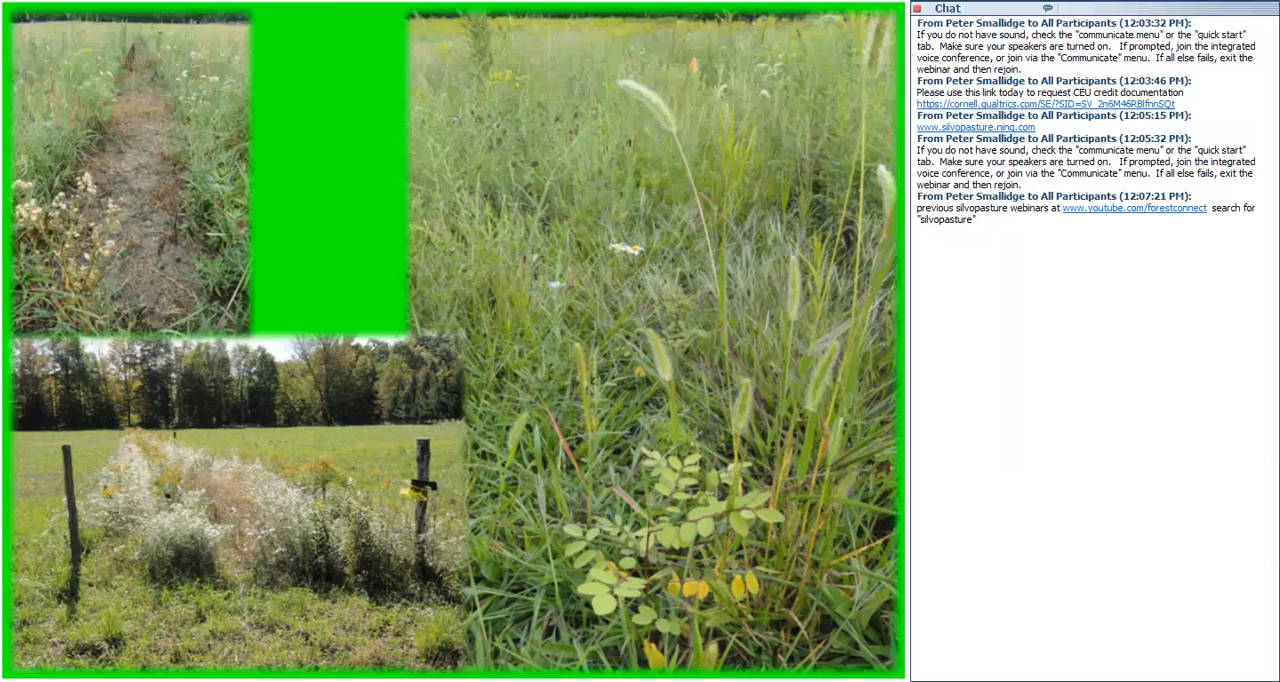 Chat
From Peter Smallidge to All Participants (12:03:32 PM):
If you do not have sound, check the "communicate menu" or the "quick start"
tab.  Make sure your speakers are turned on.   If prompted, join the integrated
voice conference, or join via the "Communicate" menu.  If all else fails, exit the
webinar and then rejoin.
From Peter Smallidge to All Participants (12:03:46 PM):
Please use this link today to request CEU credit documentation
https://cornell.qualtrics.com/SE/?SID=SV_2n6M46RBlfnnSQt
From Peter Smallidge to All Participants (12:05:15 PM):
www.silvopasture.ning.com
From Peter Smallidge to All Participants (12:05:32 PM):
If you do not have sound, check the "communicate menu" or the "quick start"
tab.  Make sure your speakers are turned on.   If prompted, join the integrated
voice conference, or join via the "Communicate" menu.  If all else fails, exit the
webinar and then rejoin.
From Peter Smallidge to All Participants (12:07:21 PM):
previous silvopasture webinars at www.youtube.com/forestconnect  search for
"silvopasture"